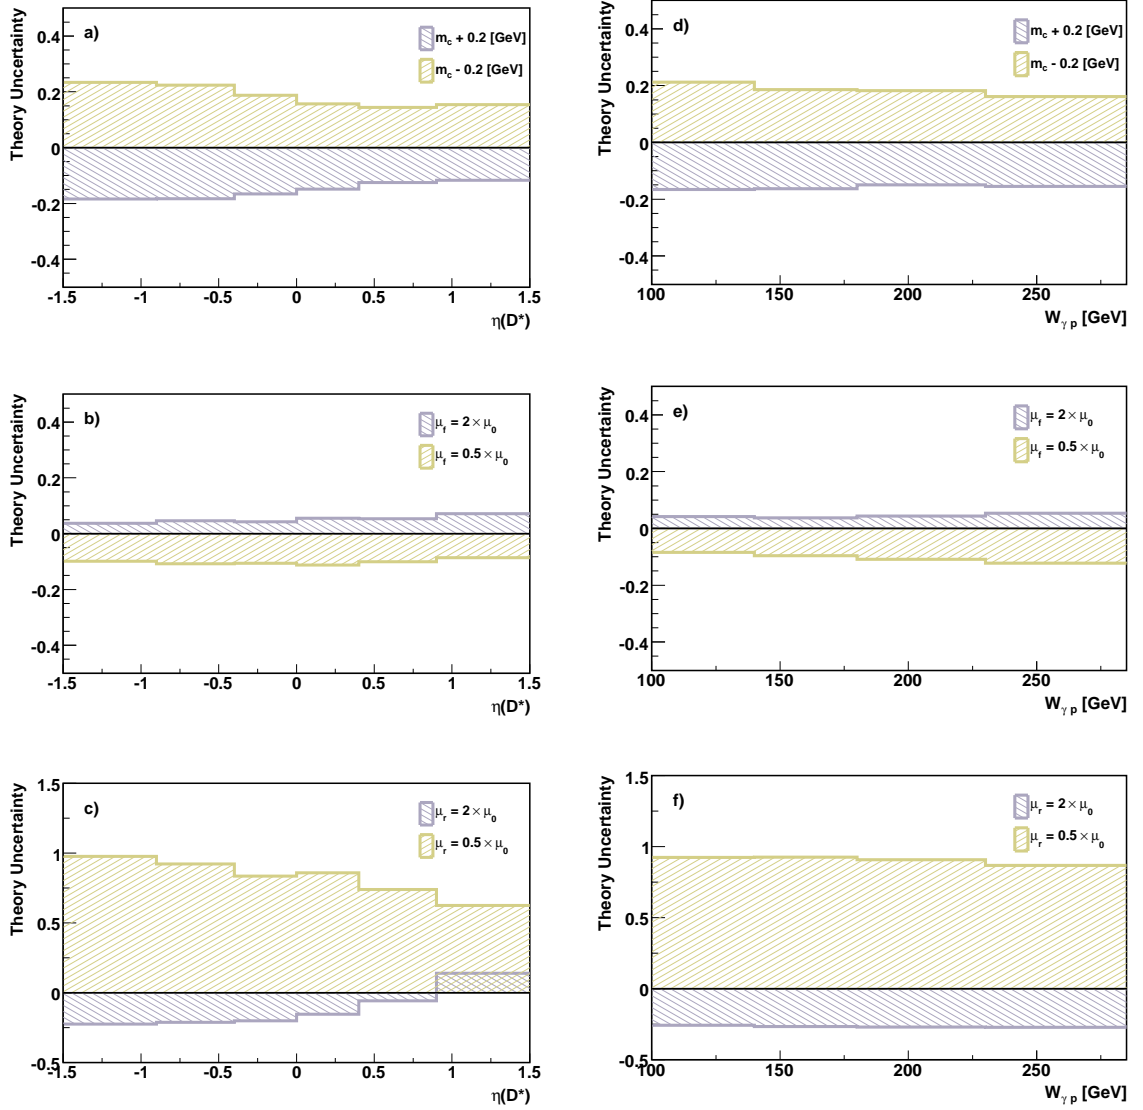 a)
m_c + 0.2 [GeV]
m_c - 0.2 [GeV]
Theory Uncertainty
0.4
0.2
0
-0.2
-0.4
-1.5 -1 -0.5 0 0.5 1 1.5
η(D*)
d)
m_c + 0.2 [GeV]
m_c - 0.2 [GeV]
Theory Uncertainty
0.4
0.2
0
-0.2
-0.4
100 150 200 250
W_γ p [GeV]
b)
μ_f = 2 × μ_0
μ_f = 0.5 × μ_0
Theory Uncertainty
0.4
0.2
0
-0.2
-0.4
-1.5 -1 -0.5 0 0.5 1 1.5
η(D*)
e)
μ_f = 2 × μ_0
μ_f = 0.5 × μ_0
Theory Uncertainty
0.4
0.2
0
-0.2
-0.4
100 150 200 250
W_γ p [GeV]
c)
μ_r = 2 × μ_0
μ_r = 0.5 × μ_0
Theory Uncertainty
1.5
1
0.5
0
-0.5
-1.5 -1 -0.5 0 0.5 1 1.5
η(D*)
f)
μ_r = 2 × μ_0
μ_r = 0.5 × μ_0
Theory Uncertainty
1.5
1
0.5
0
-0.5
100 150 200 250
W_γ p [GeV]